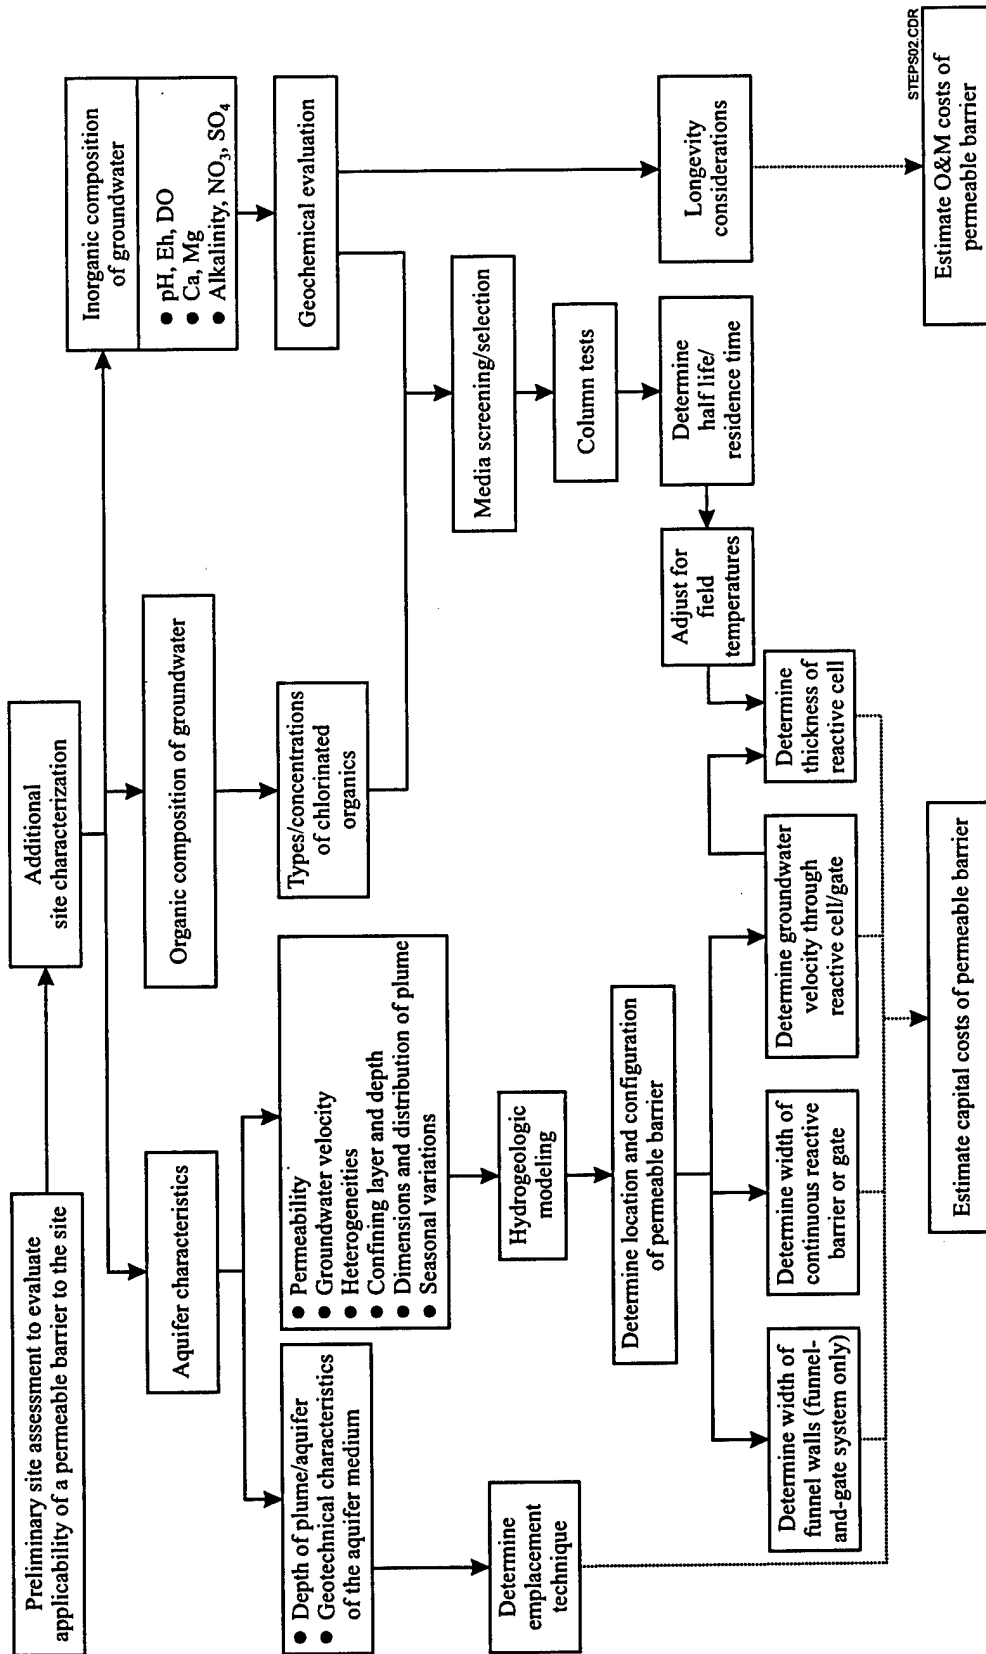 Preliminary site assessment to evaluate
applicability of a permeable barrier to the site
Additional
site characterization
Aquifer characteristics
Organic composition of groundwater
Inorganic composition
of groundwater
● pH, Eh, DO
● Ca, Mg
● Alkalinity, NO₃, SO₄
● Depth of plume/aquifer
● Geotechnical characteristics
of the aquifer medium
● Permeability
● Groundwater velocity
● Heterogeneities
● Confining layer and depth
● Dimensions and distribution of plume
● Seasonal variations
Types/concentrations
of chlorinated
organics
Geochemical evaluation
Media screening/selection
Determine
emplacement
technique
Hydrogeologic
modeling
Column tests
Determine location and configuration
of permeable barrier
Determine
half life/
residence time
Longevity
considerations
Adjust for
field
temperatures
Determine width of
funnel walls (funnel-
and-gate system only)
Determine width of
continuous reactive
barrier or gate
Determine groundwater
velocity through
reactive cell/gate
Determine
thickness of
reactive cell
STEPS02.CDR
Estimate capital costs of permeable barrier
Estimate O&M costs of
permeable barrier